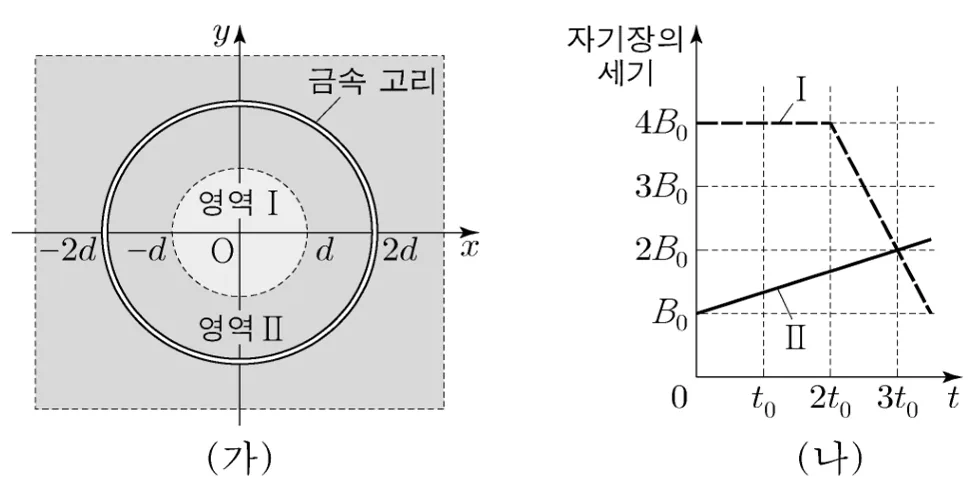 y
금속 고리
영역 Ⅰ
-2d -d O d 2d x
영역 Ⅱ
(가)
자기장의
세기
Ⅰ
4B₀
3B₀
2B₀
B₀
Ⅱ
0 t₀ 2t₀ 3t₀ t
(나)